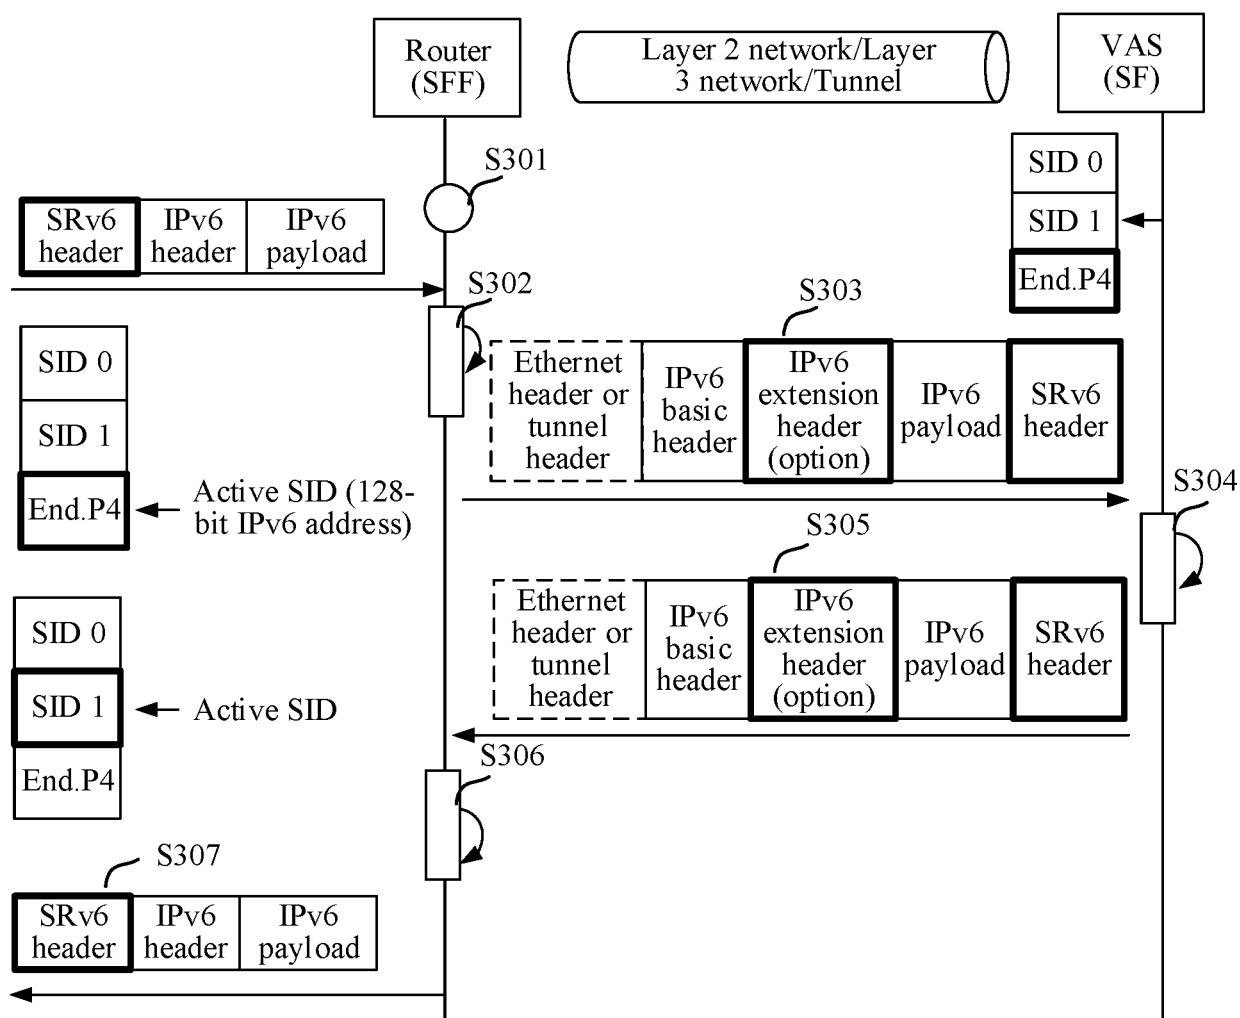 Router
(SFF)
Layer 2 network/Layer
3 network/Tunnel
VAS
(SF)
S301
SID 0
SID 1
End.P4
SRv6
header
IPv6
header
IPv6
payload
S302
S303
SID 0
SID 1
End.P4
Active SID (128-
bit IPv6 address)
Ethernet
header or
tunnel
header
IPv6
basic
header
IPv6
extension
header
(option)
IPv6
payload
SRv6
header
S304
S305
Ethernet
header or
tunnel
header
IPv6
basic
header
IPv6
extension
header
(option)
IPv6
payload
SRv6
header
SID 0
SID 1
End.P4
Active SID
S306
S307
SRv6
header
IPv6
header
IPv6
payload